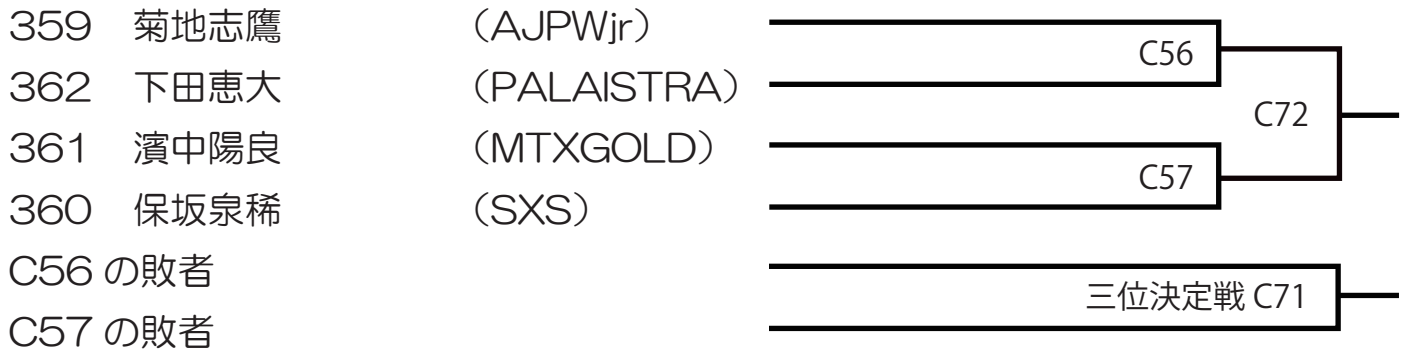 359 菊地志鷹 （AJPWjr）
362 下田恵大 （PALAISTRA）
361 濱中陽良 （MTXGOLD）
360 保坂泉稀 （SXS）
C56 の敗者
C57 の敗者
C56
C72
C57
三位決定戦 C71